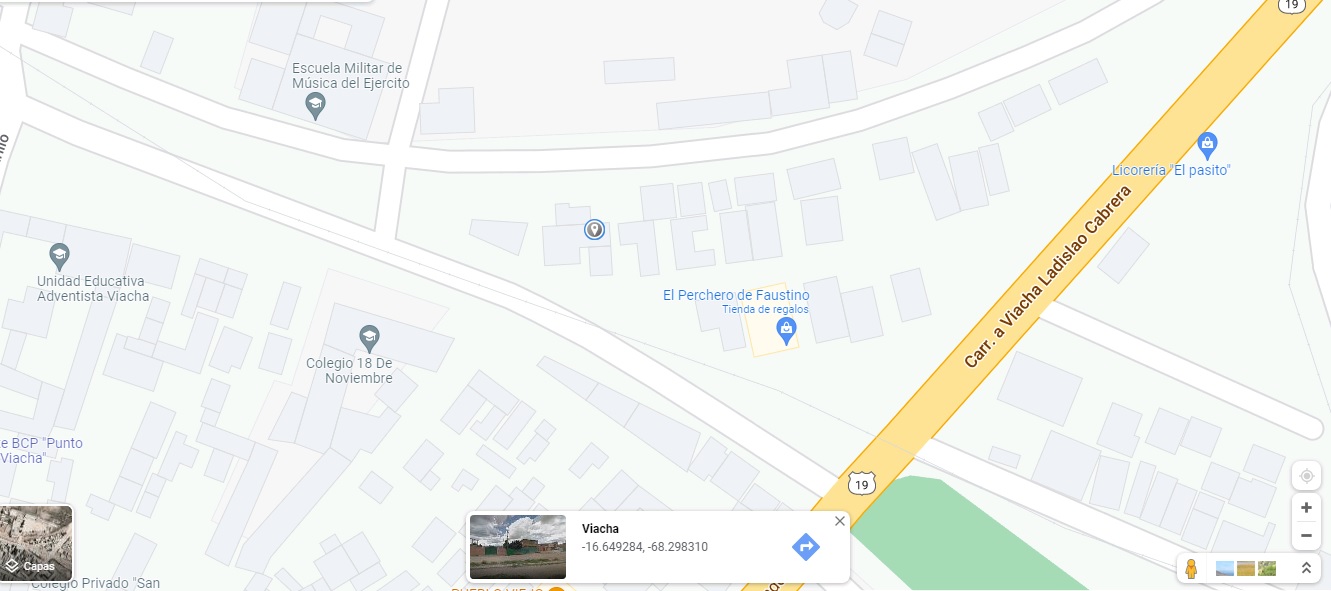 19
Escuela Militar de
Música del Ejercito
Licorería "El pasito"
Carr. a Viacha Ladislao Cabrera
Unidad Educativa
Adventista Viacha
El Perchero de Faustino
Tienda de regalos
Colegio 18 De
Noviembre
e BCP "Punto
Viacha"
19
Viacha
-16.649284, -68.298310
Capas
Colegio Privado "San